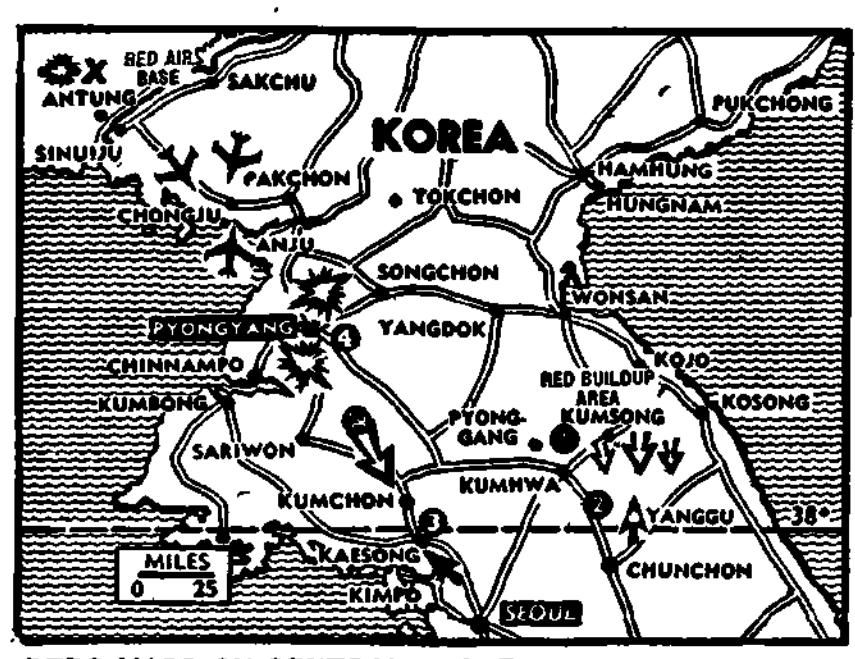 X RED AIR
BASE
ANTUNG
SAKCHU
SINUIJU
KOREA
PUKCHONG
PAKCHON
HAMHUNG
TOKCHON
HUNGNAM
CHONGJU
ANJU
SONGCHON
WONSAN
PYONGYANG
4
YANGDOK
CHINNAMPO
KOJO
RED BUILDUP
AREA
KUMSONG
KUMBONG
KOSONG
PYONG-
GANG
SARIWON
KUMCHON
KUMHWA
2
YANGGU
38°
3
MILES
0 25
KAESONG
CHUNCHON
KIMPO
SEOUL